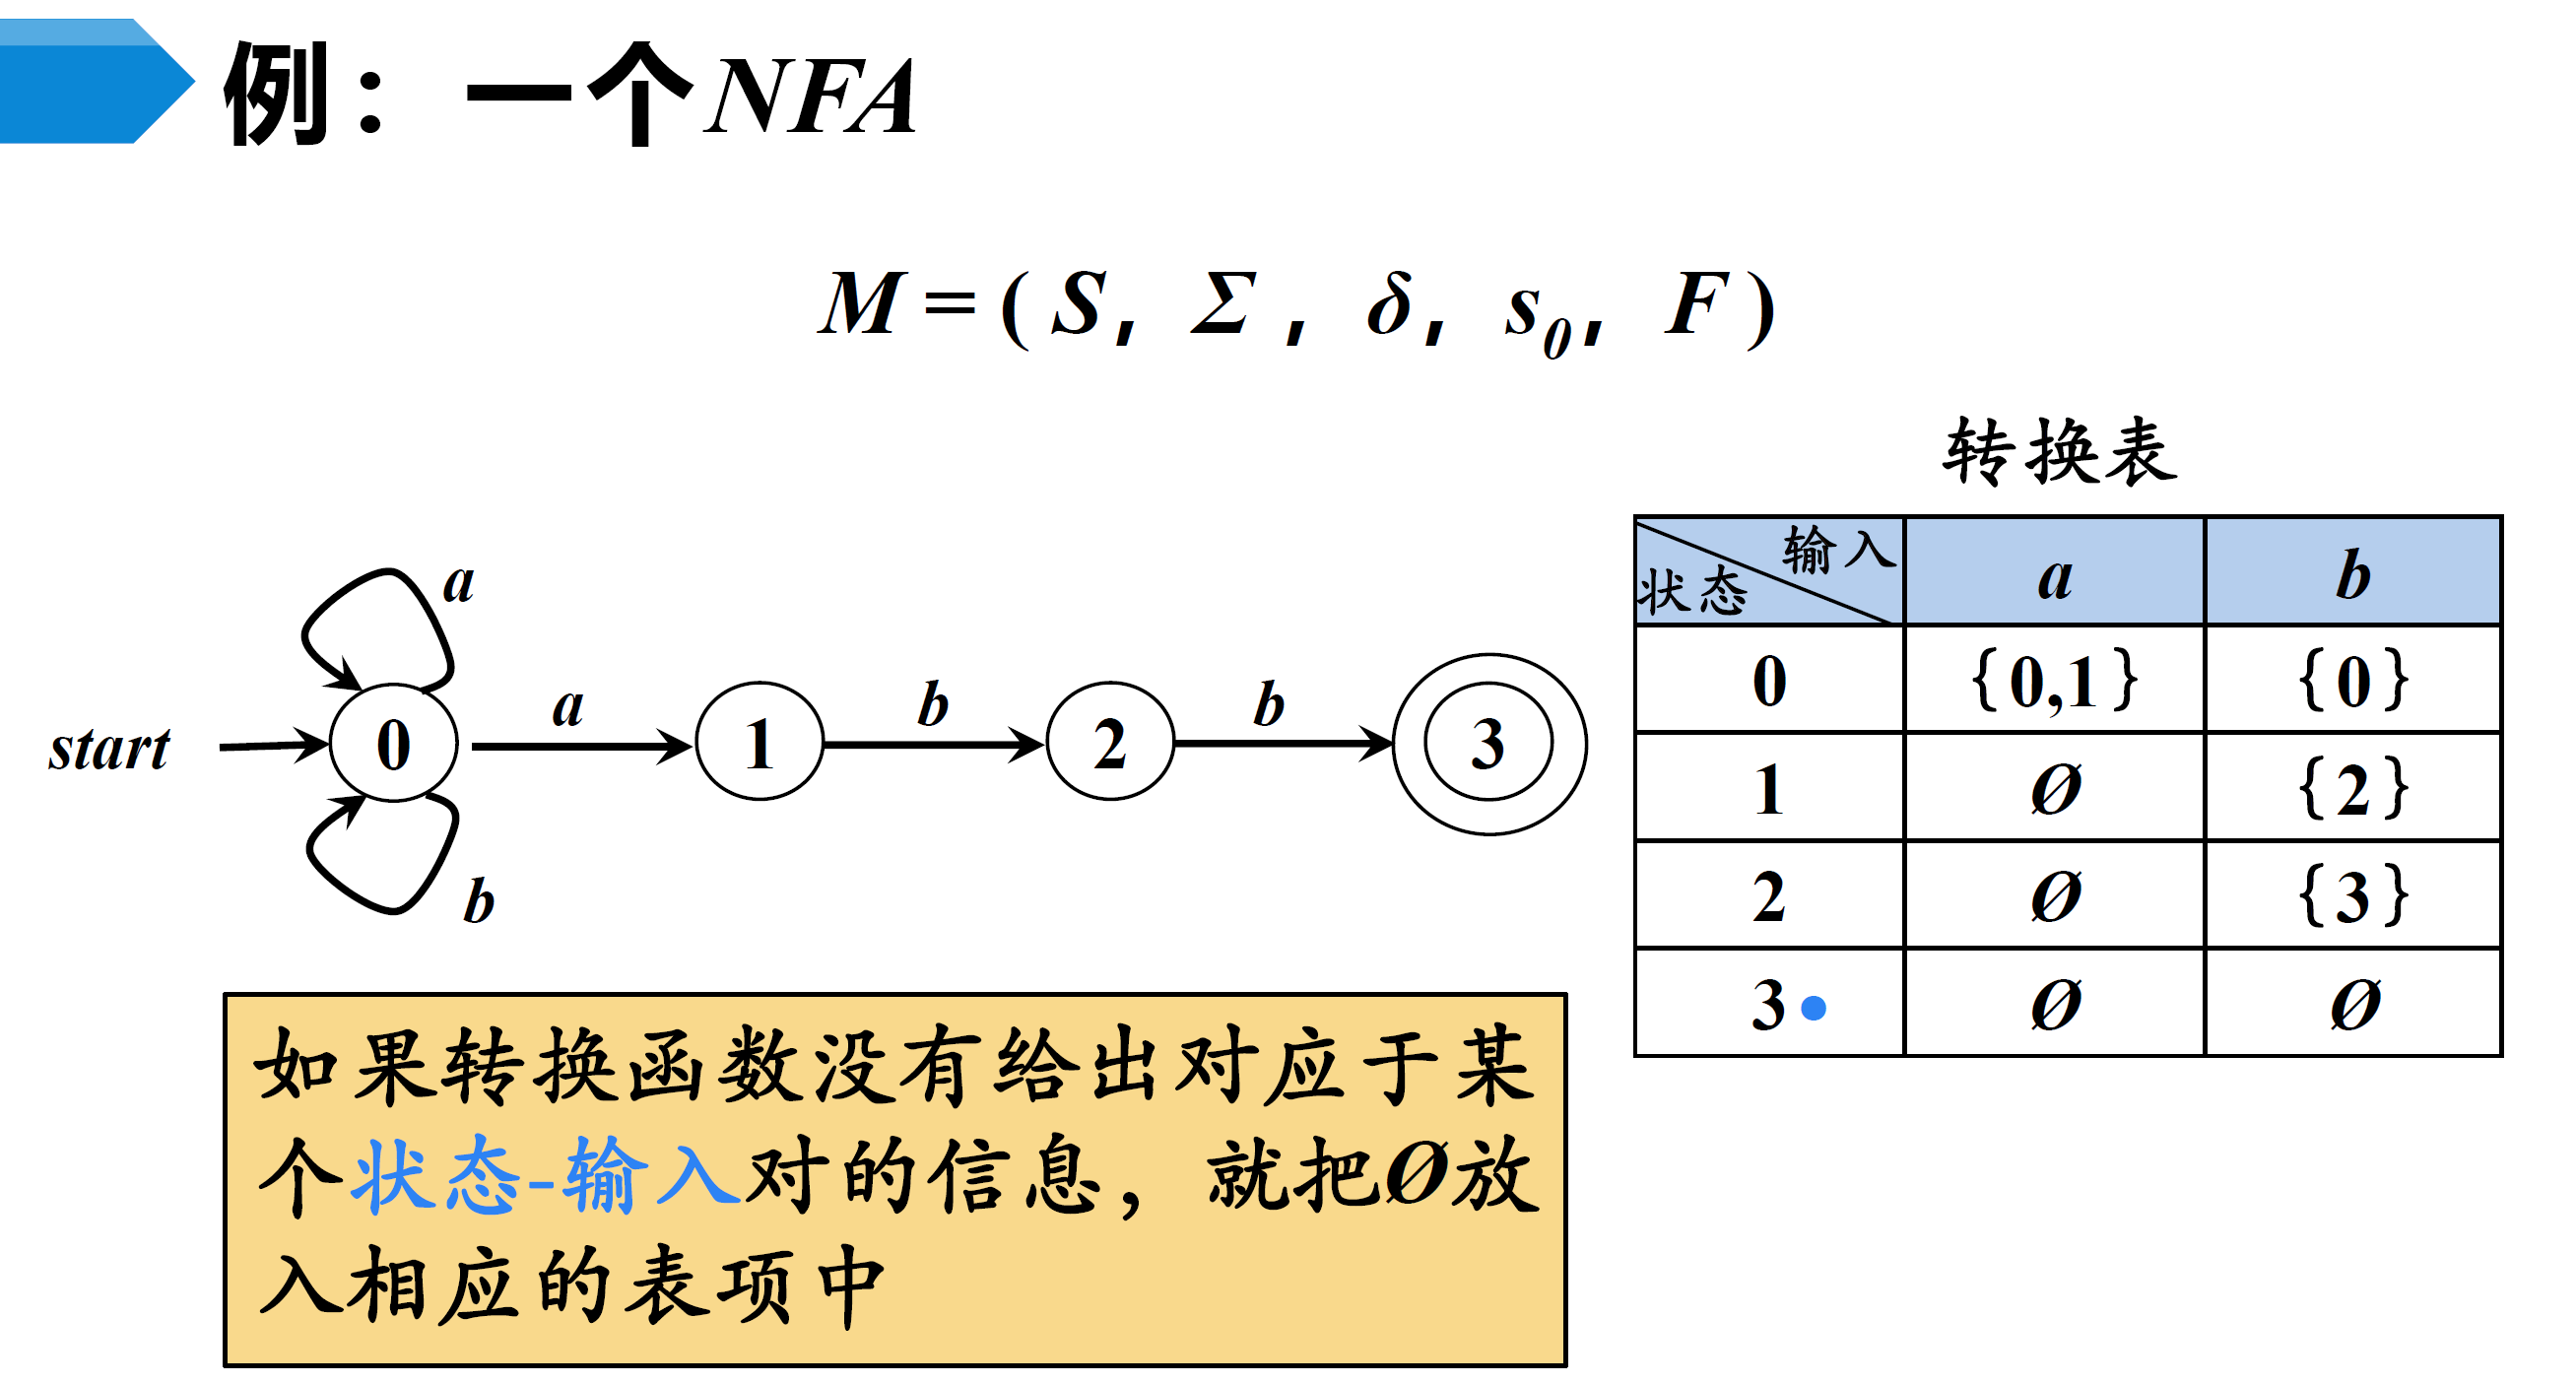 例：一个NFA
M = ( S, Σ, δ, s0, F )
转换表
输入 状态 a b
0 {0,1} {0}
1 Ø {2}
2 Ø {3}
3• Ø Ø
a
start 0 a 1 b 2 b 3
b
如果转换函数没有给出对应于某
个状态-输入对的信息，就把Ø放
入相应的表项中